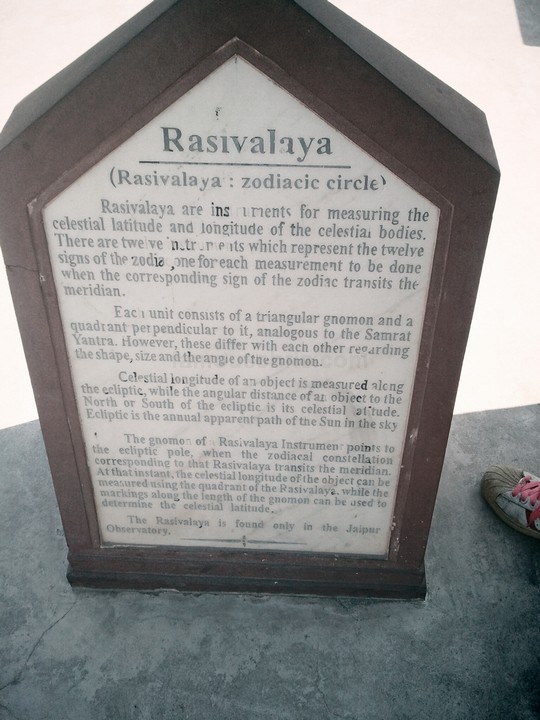 Rasivalaya
(Rasivalaya : zodiacic circle)
Rasivalaya are instruments for measuring the
celestial latitude and longitude of the celestial bodies.
There are twelve instruments which represent the twelve
signs of the zodiac one for each measurement to be done
when the corresponding sign of the zodiac transits the
meridian.
Each unit consists of a triangular gnomon and a
quadrant perpendicular to it, analogous to the Samrat
Yantra. However, these differ with each other regarding
the shape, size and the angle of the gnomon.
Celestial longitude of an object is measured along
the ecliptic, while the angular distance of an object to the
North or South of the ecliptic is its celestial latitude.
Ecliptic is the annual apparent path of the Sun in the sky
The gnomon of Rasivalaya Instrument points to
the ecliptic pole, when the zodiacal constellation
corresponding to that Rasivalaya transits the meridian.
At that instant, the celestial longitude of the object can be
measured using the quadrant of the Rasivalaya, while the
markings along the length of the gnomon can be used to
determine the celestial latitude.
The Rasivalaya is found only in the Jaipur
Observatory.